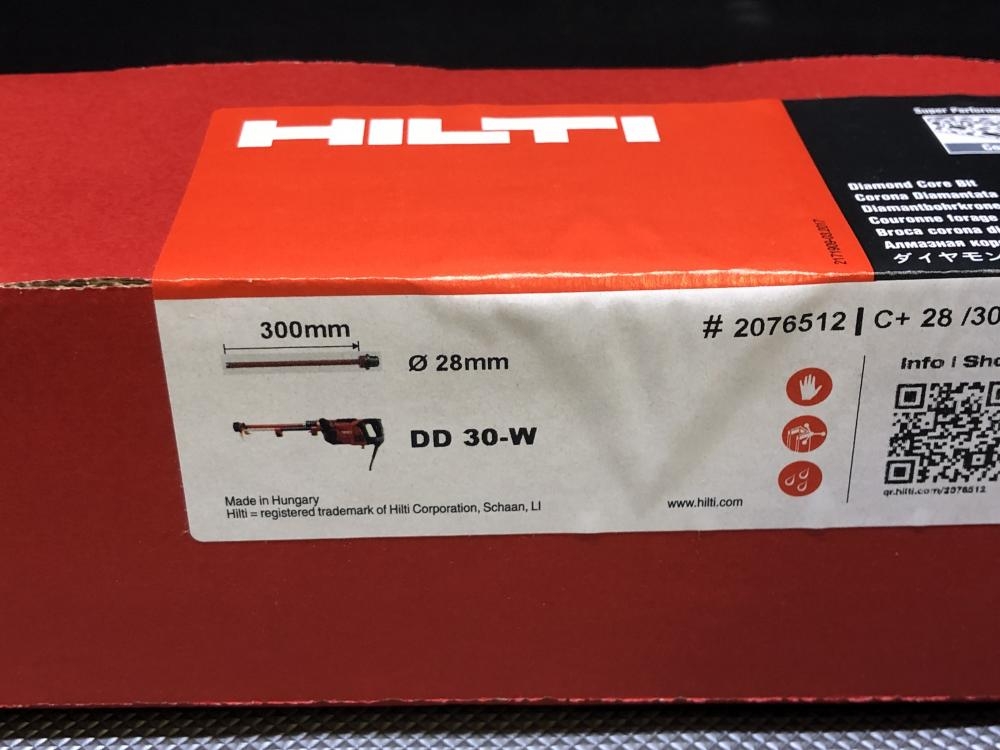 HILTI
Super Performa
Diamond Core Bit
Corona Diamantata
Diamantbohrkrone
Couronne forage
Broca corona di
Алмазная кор
ダイヤモン
300mm
Ø 28mm
DD 30-W
# 2076512 | C+ 28 /30
Info | Sho
qr.hilti.com/2076512
Made in Hungary
Hilti = registered trademark of Hilti Corporation, Schaan, LI
www.hilti.com